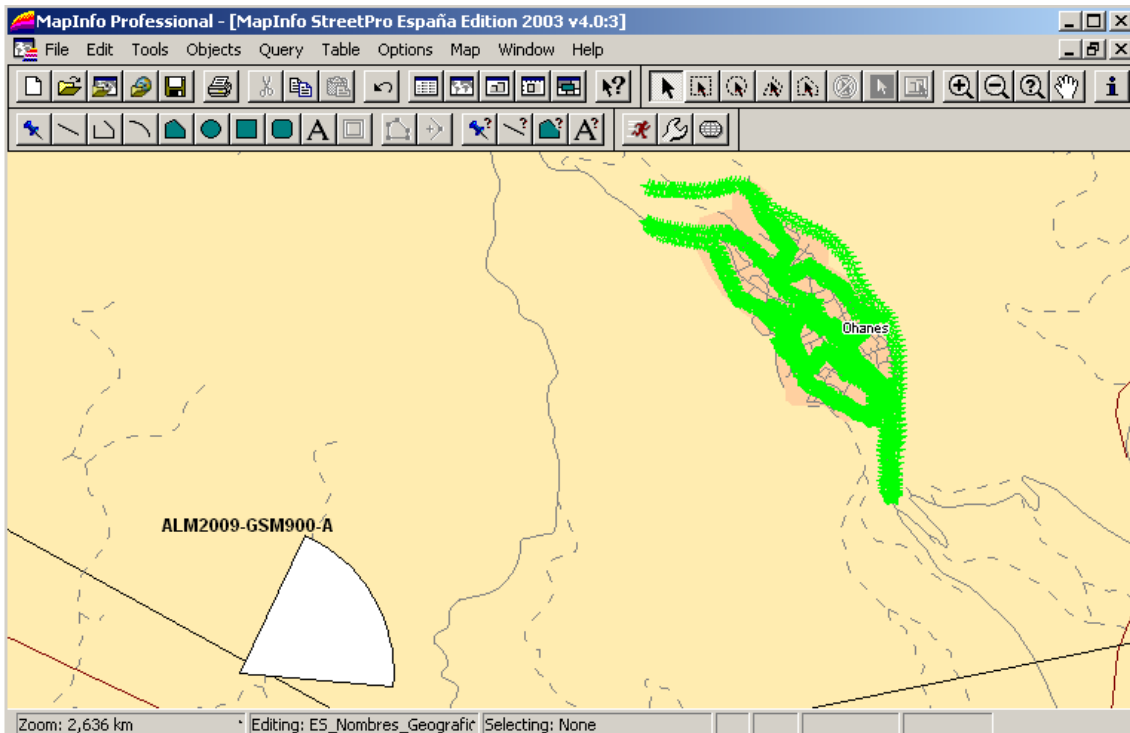 MapInfo Professional - [MapInfo StreetPro España Edition 2003 v4.0:3]
File Edit Tools Objects Query Table Options Map Window Help
Ohanes
ALM2009-GSM900-A
Zoom: 2,636 km Editing: ES_Nombres_Geografic Selecting: None